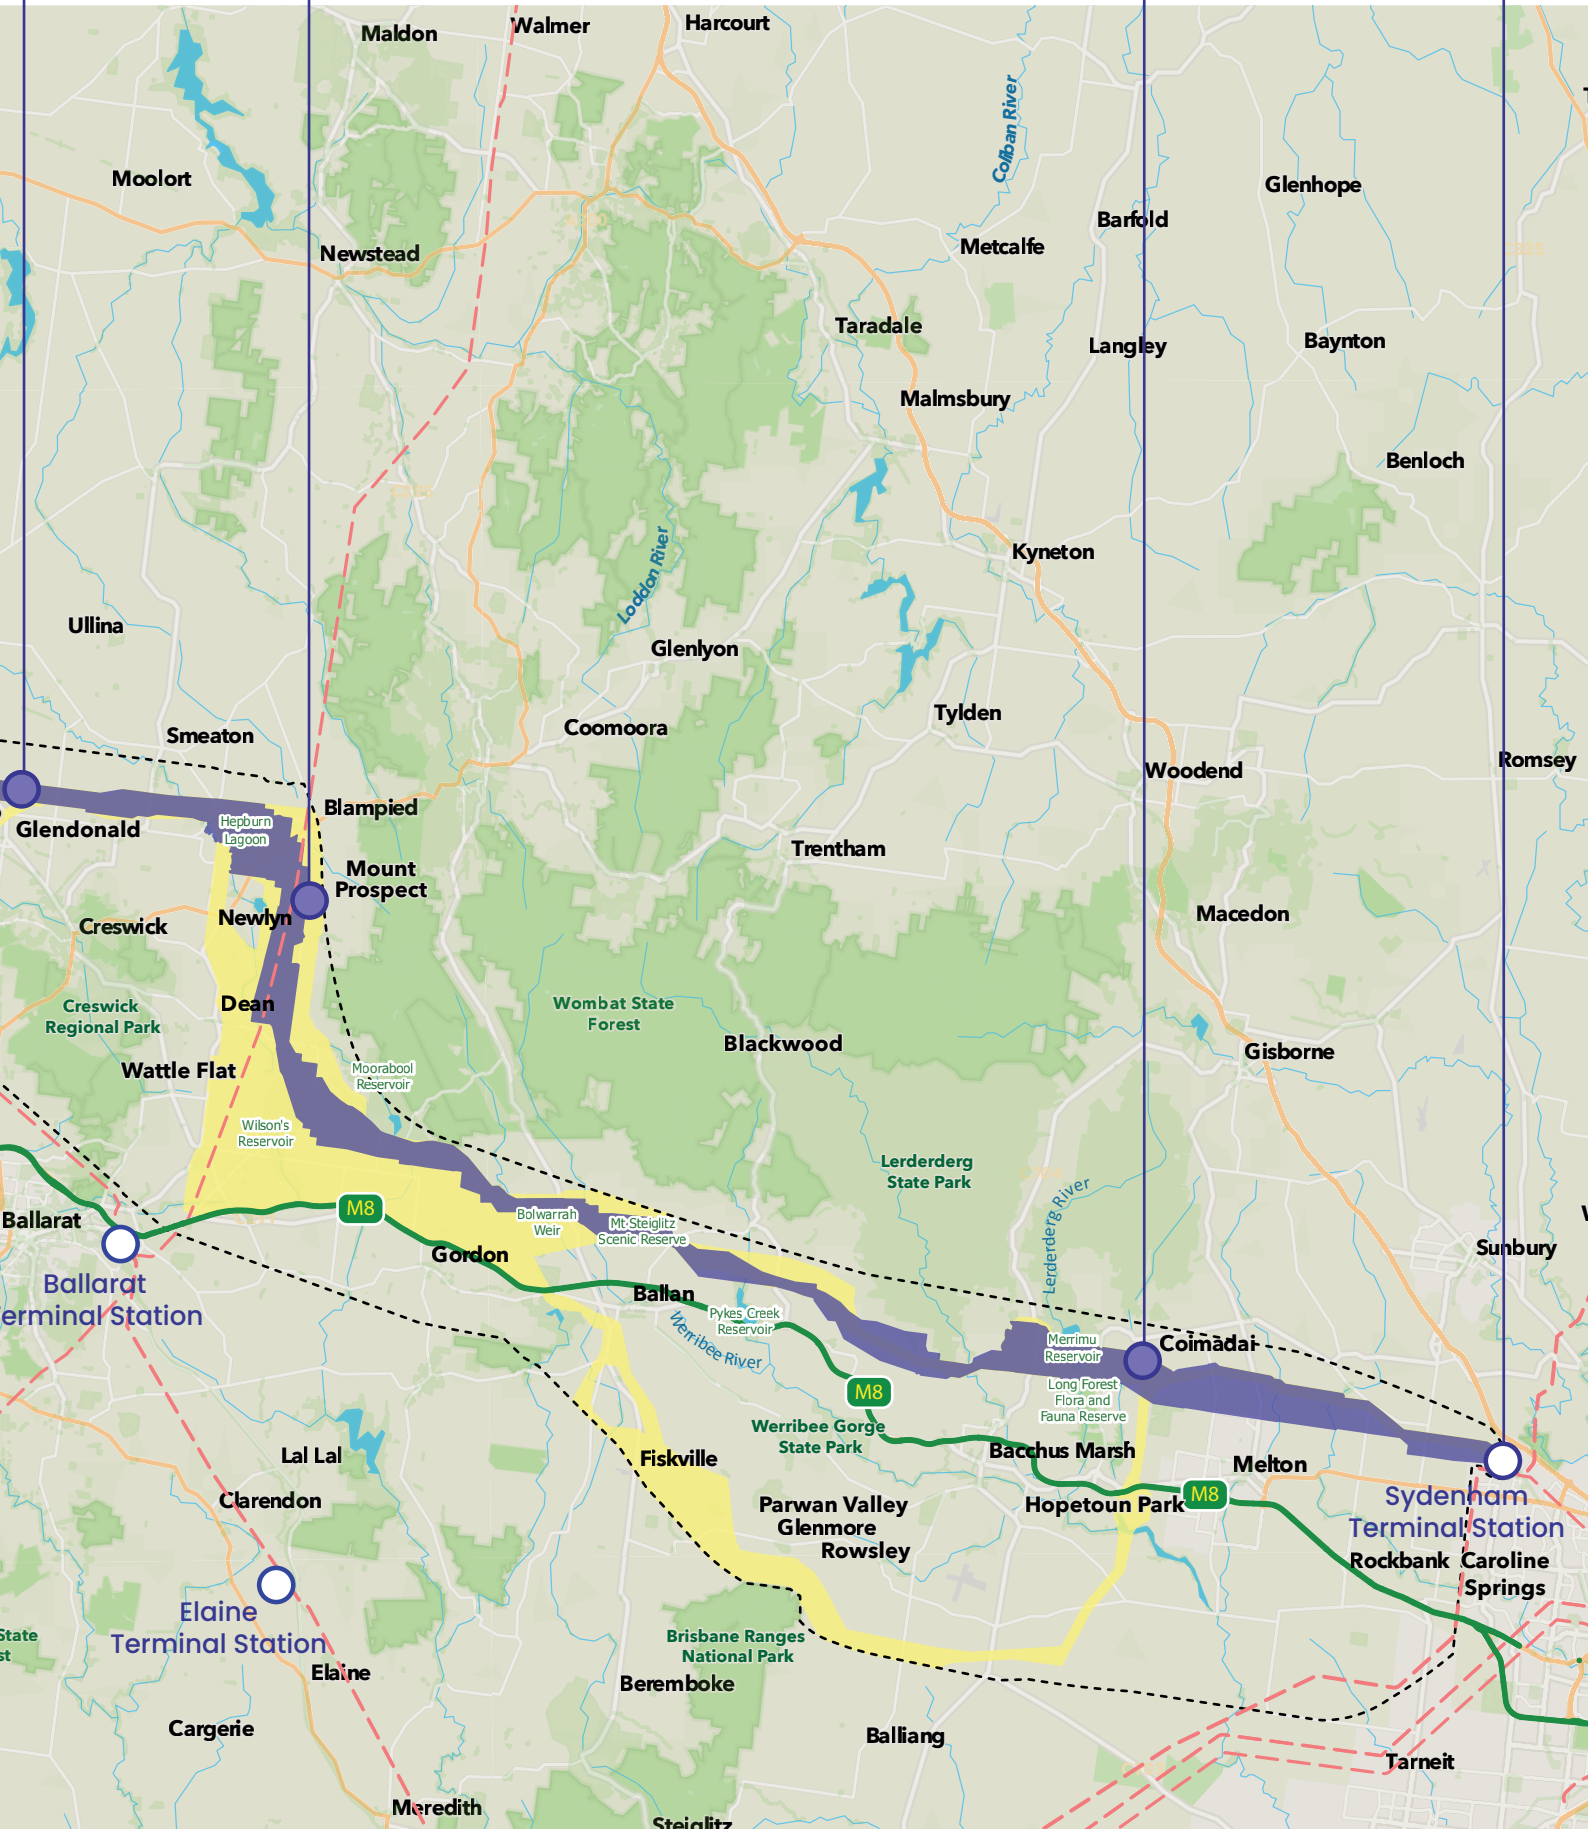 Maldon
Walmer
Harcourt
Coliban River
Moolort
Glenhope
Barfold
Metcalfe
Newstead
Taradale
Langley
Baynton
Malmsbury
Benloch
Kyneton
Loddon River
Ullina
Glenlyon
Tylden
Coomoora
Smeaton
Romsey
Woodend
Blampied
Hepburn
Lagoon
Glendonald
Trentham
Mount
Prospect
Newlyn
Creswick
Macedon
Dean
Creswick
Regional Park
Wombat State
Forest
Blackwood
Gisborne
Wattle Flat
Moorabool
Reservoir
Wilson's
Reservoir
Lerderderg
State Park
Lerderderg River
M8
Ballarat
Bolwarrah
Weir
Mt Steiglitz
Scenic Reserve
Sunbury
Gordon
Ballarat
Terminal Station
Ballan
Pykes Creek
Reservoir
Werribee River
Merrimu
Reservoir
Coimadai
Long Forest
Flora and
Fauna Reserve
M8
Werribee Gorge
State Park
Bacchus Marsh
Lal Lal
Fiskville
Melton
Clarendon
Parwan Valley
Glenmore
Rowsley
Hopetoun Park
M8
Sydenham
Terminal Station
Rockbank
Caroline
Springs
Elaine
Terminal Station
State
Brisbane Ranges
National Park
Elaine
Beremboke
Cargerie
Balliang
Tarneit
Meredith
Steiglitz